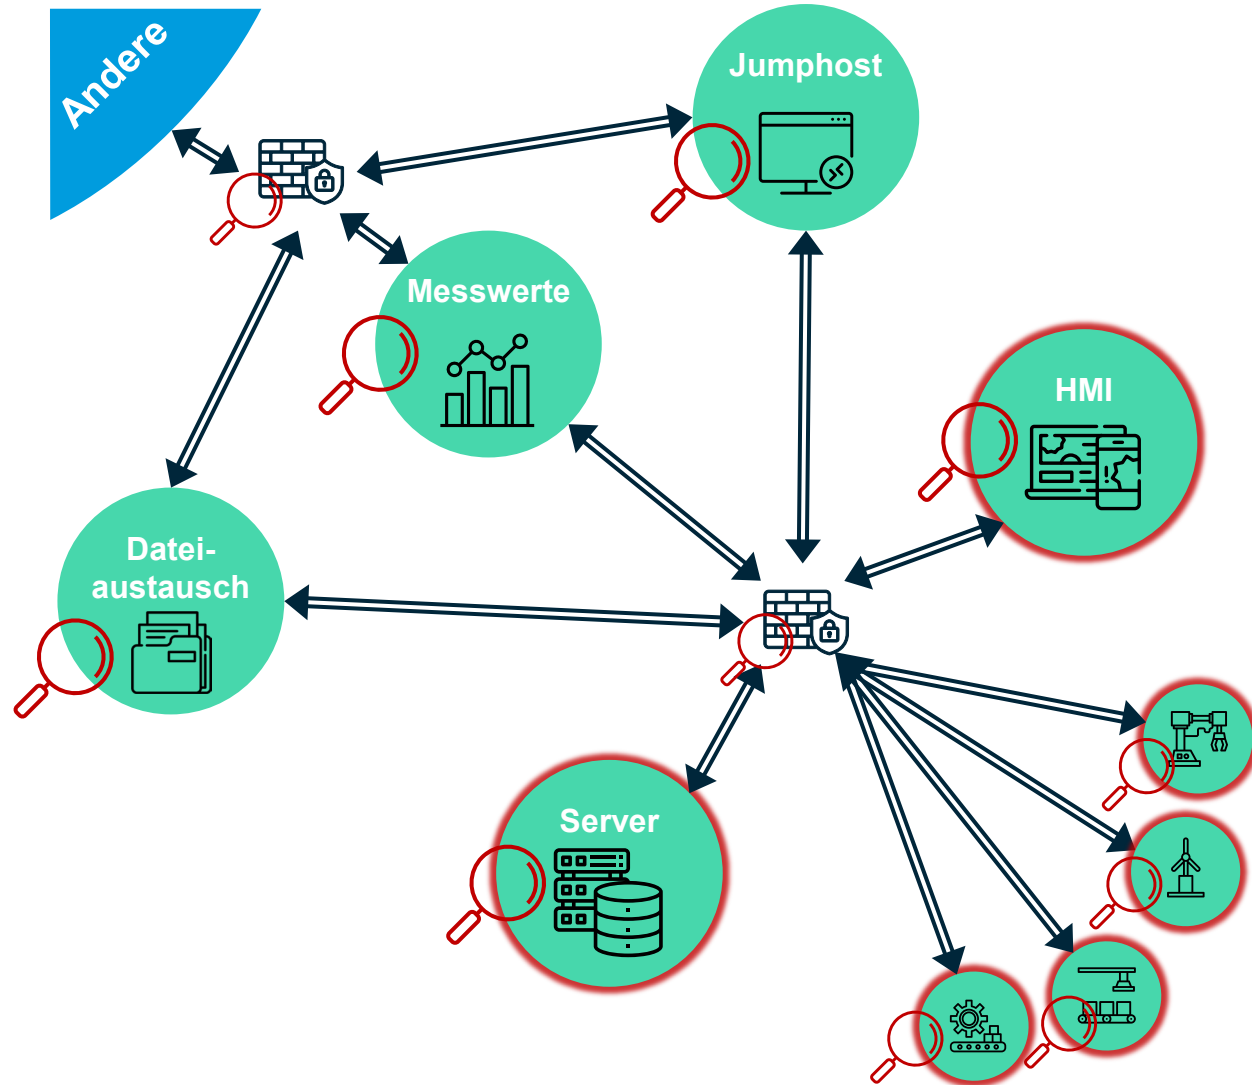 Andere
Jumphost
Messwerte
HMI
Datei-
austausch
Server